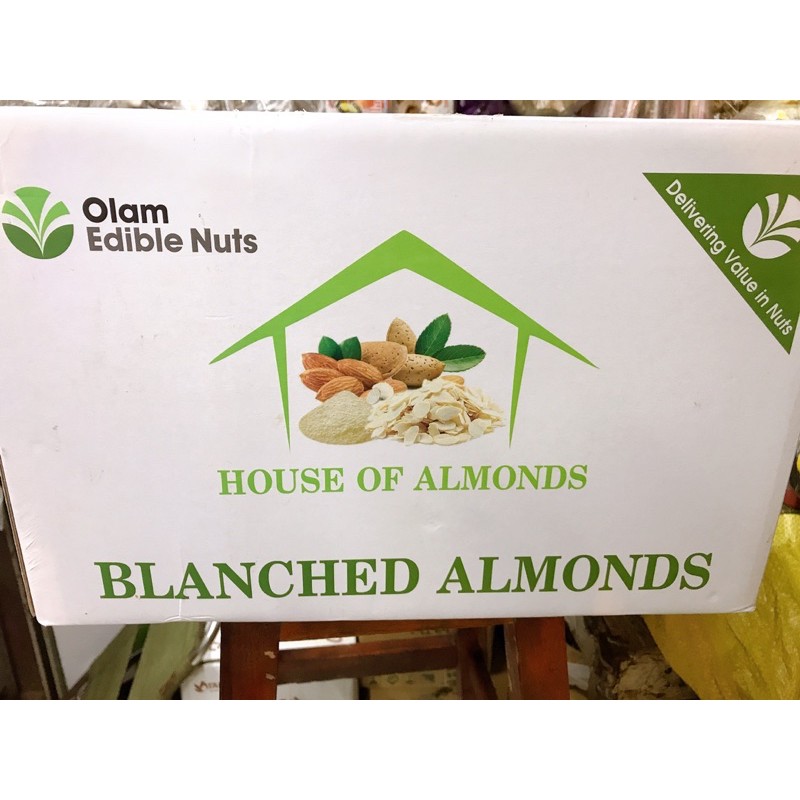 Olam
Edible Nuts
Delivering Value in Nuts
HOUSE OF ALMONDS
BLANCHED ALMONDS